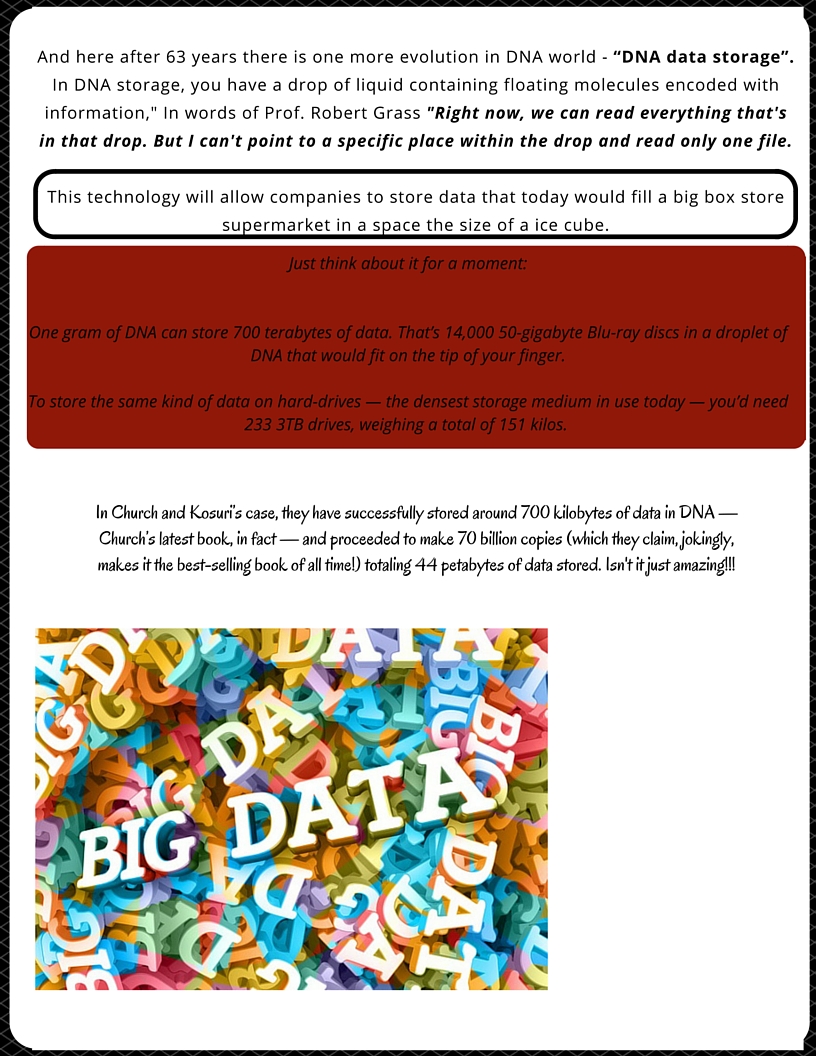 And here after 63 years there is one more evolution in DNA world - “DNA data storage”.
In DNA storage, you have a drop of liquid containing floating molecules encoded with
information," In words of Prof. Robert Grass "Right now, we can read everything that's
in that drop. But I can't point to a specific place within the drop and read only one file.
This technology will allow companies to store data that today would fill a big box store
supermarket in a space the size of a ice cube.
Just think about it for a moment:
One gram of DNA can store 700 terabytes of data. That’s 14,000 50-gigabyte Blu-ray discs in a droplet of
DNA that would fit on the tip of your finger.
To store the same kind of data on hard-drives — the densest storage medium in use today — you’d need
233 3TB drives, weighing a total of 151 kilos.
In Church and Kosuri’s case, they have successfully stored around 700 kilobytes of data in DNA —
Church’s latest book, in fact — and proceeded to make 70 billion copies (which they claim, jokingly,
makes it the best-selling book of all time!) totaling 44 petabytes of data stored. Isn't it just amazing!!!
DATA
BIG
DATA
BIG
BIG
BIG DATA
DATA
BIG